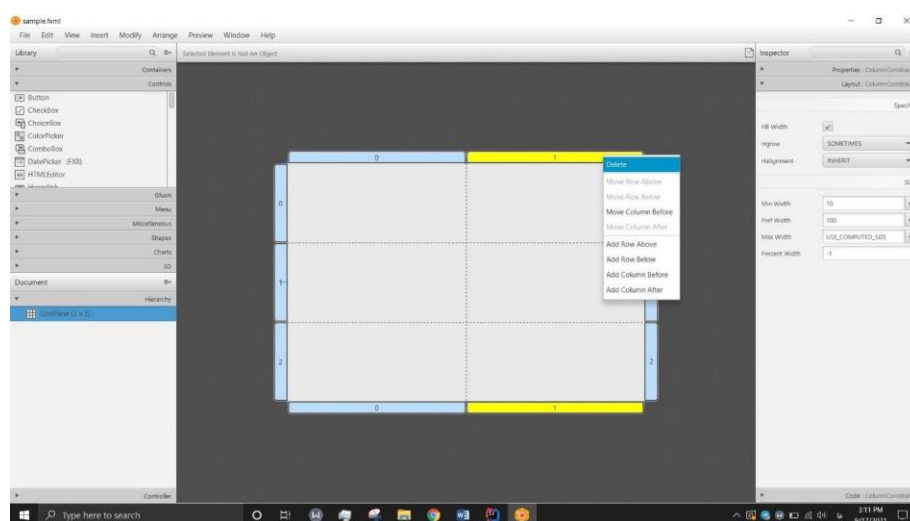 sample.fxml
File Edit View Insert Modify Arrange Preview Window Help
Library
Selected Element Is Not An Object
Inspector
Containers
Controls
Button
CheckBox
ChoiceBox
ColorPicker
ComboBox
DatePicker (FX8)
HTMLEditor
Gluon
Menu
Miscellaneous
Shapes
Charts
3D
Document
Hierarchy
GridPane (2 x 3)
Controller
0 1
0
1
2
2
0 1
Delete
Move Row Above
Move Row Below
Move Column Before
Move Column After
Add Row Above
Add Row Below
Add Column Before
Add Column After
Properties : ColumnConstrai
Layout : ColumnConstrai
Specif
Fill Width
Hgrow SOMETIMES
Halignment INHERIT
Min Width 10
Pref Width 100
Max Width USE_COMPUTED_SIZE
Percent Width -1
Code : ColumnConstrai
Type here to search
3:11 PM